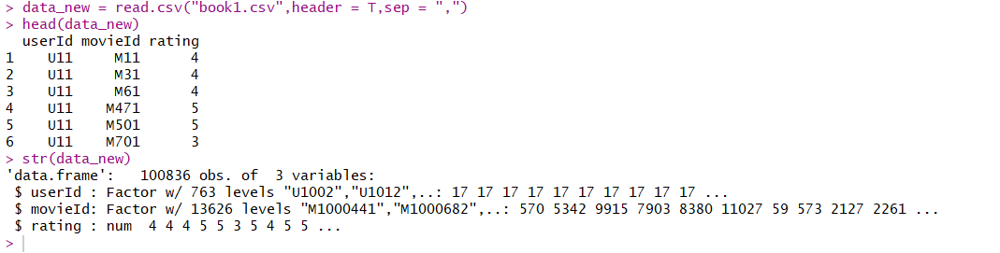 > data_new = read.csv("book1.csv",header = T,sep = ",")
> head(data_new)
  userId movieId rating
1    U11     M11      4
2    U11     M31      4
3    U11     M61      4
4    U11    M471      5
5    U11    M501      5
6    U11    M701      3
> str(data_new)
'data.frame':   100836 obs. of  3 variables:
 $ userId : Factor w/ 763 levels "U1002","U1012",..: 17 17 17 17 17 17 17 17 17 17 ...
 $ movieId: Factor w/ 13626 levels "M1000441","M1000682",..: 570 5342 9915 7903 8380 11027 59 573 2127 2261 ...
 $ rating : num  4 4 4 5 5 3 5 4 5 5 ...
>